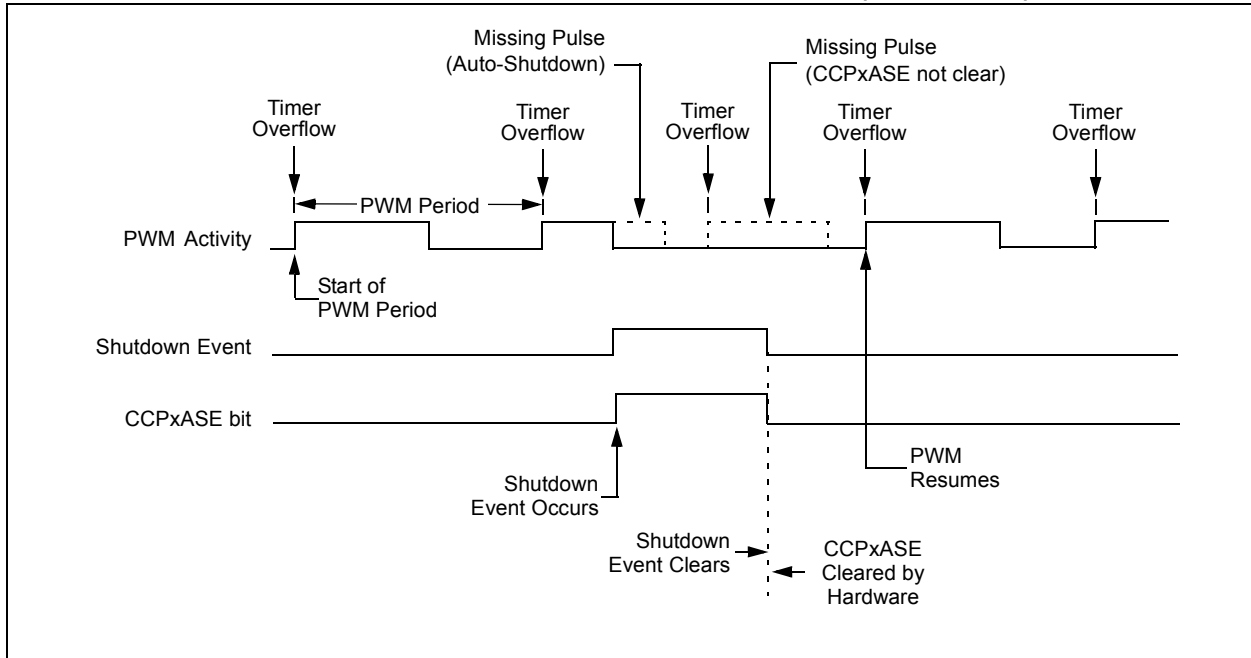 Missing Pulse
(Auto-Shutdown)
Missing Pulse
(CCPxASE not clear)
Timer
Overflow
Timer
Overflow
Timer
Overflow
Timer
Overflow
Timer
Overflow
PWM Period
PWM Activity
Start of
PWM Period
Shutdown Event
CCPxASE bit
Shutdown
Event Occurs
PWM
Resumes
Shutdown
Event Clears
CCPxASE
Cleared by
Hardware